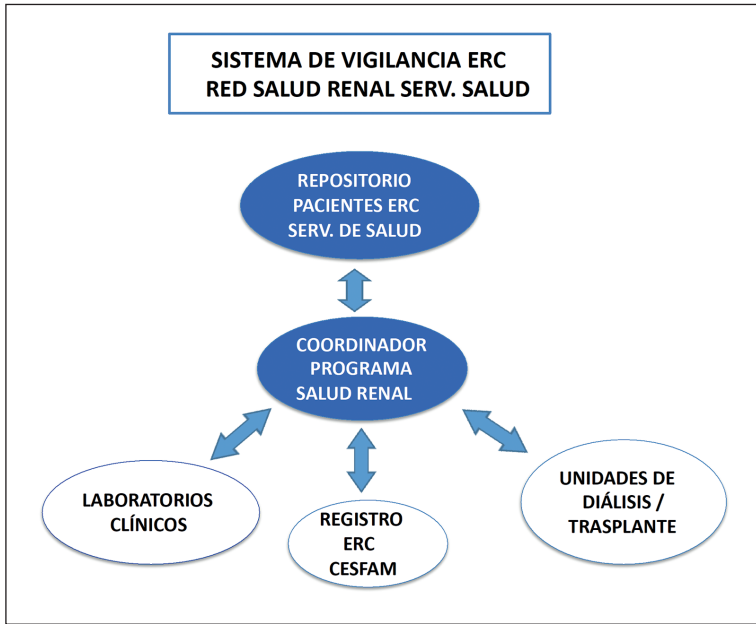 SISTEMA DE VIGILANCIA ERC
RED SALUD RENAL SERV. SALUD
REPOSITORIO
PACIENTES ERC
SERV. DE SALUD
COORDINADOR
PROGRAMA
SALUD RENAL
LABORATORIOS
CLÍNICOS
REGISTRO
ERC
CESFAM
UNIDADES DE
DIÁLISIS /
TRASPLANTE